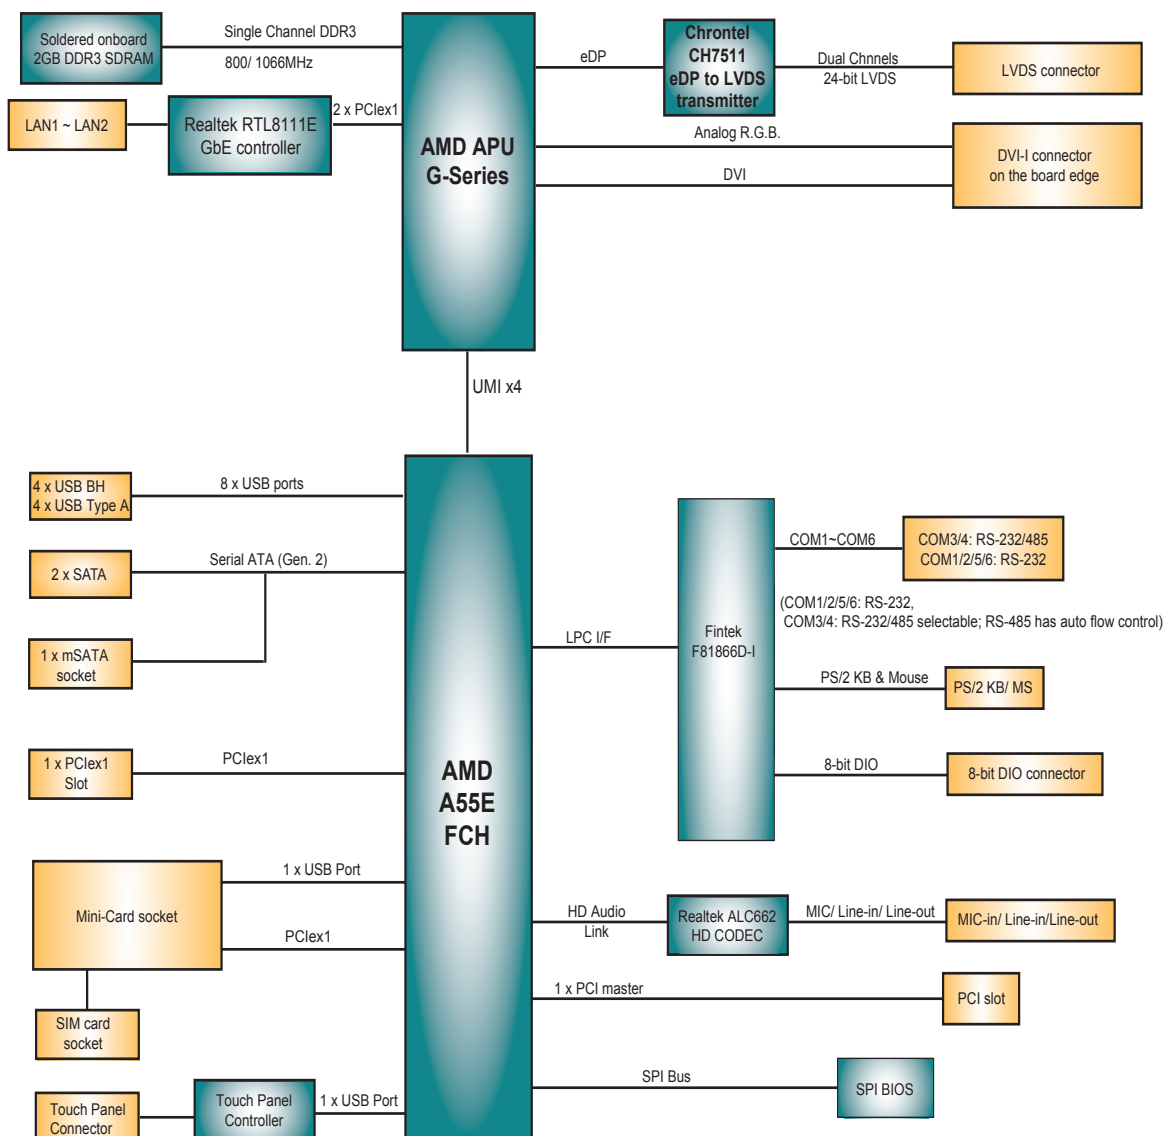 Soldered onboard
2GB DDR3 SDRAM
Single Channel DDR3
800/ 1066MHz
LAN1 ~ LAN2
Realtek RTL8111E
GbE controller
2 x PCIex1
AMD APU
G-Series
eDP
Chrontel
CH7511
eDP to LVDS
transmitter
Dual Chnnels
24-bit LVDS
LVDS connector
Analog R.G.B.
DVI
DVI-I connector
on the board edge
UMI x4
4 x USB BH
4 x USB Type A
8 x USB ports
2 x SATA
Serial ATA (Gen. 2)
1 x mSATA
socket
1 x PCIex1
Slot
PCIex1
Mini-Card socket
1 x USB Port
PCIex1
SIM card
socket
Touch Panel
Connector
Touch Panel
Controller
1 x USB Port
AMD
A55E
FCH
LPC I/F
Fintek
F81866D-I
COM1~COM6
COM3/4: RS-232/485
COM1/2/5/6: RS-232
(COM1/2/5/6: RS-232,
COM3/4: RS-232/485 selectable; RS-485 has auto flow control)
PS/2 KB & Mouse
PS/2 KB/ MS
8-bit DIO
8-bit DIO connector
HD Audio
Link
Realtek ALC662
HD CODEC
MIC/ Line-in/ Line-out
MIC-in/ Line-in/Line-out
1 x PCI master
PCI slot
SPI Bus
SPI BIOS